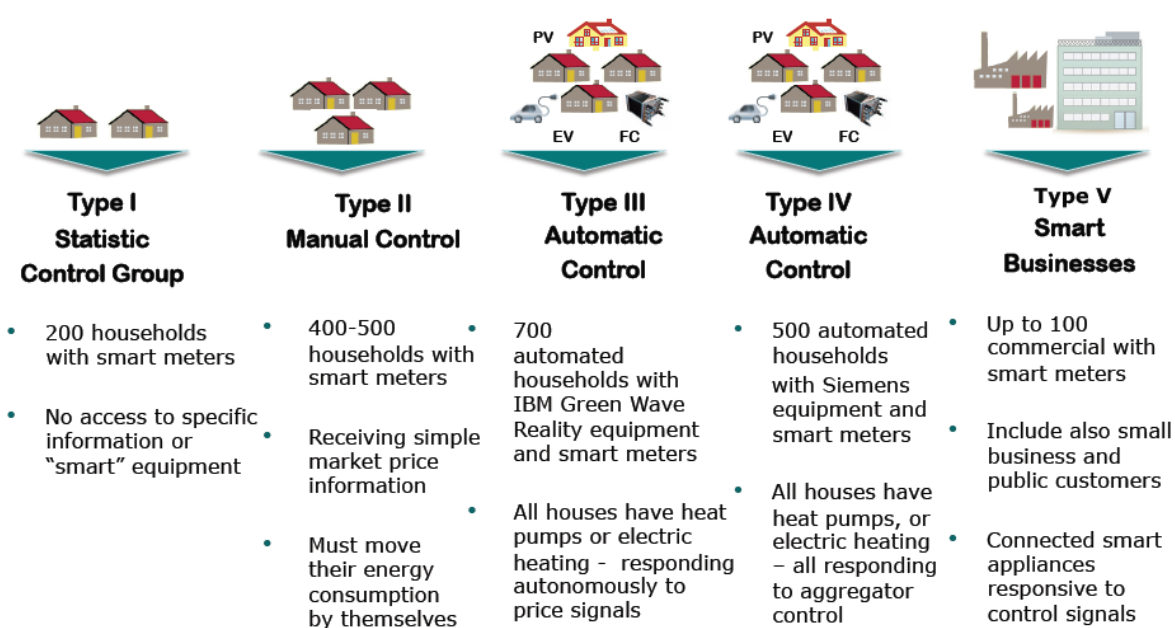 PV
EV
FC
PV
EV
FC
Type I
Statistic
Control Group
• 200 households
with smart meters
• No access to specific
information or
“smart” equipment
Type II
Manual Control
• 400-500
households with
smart meters
• Receiving simple
market price
information
• Must move
their energy
consumption
by themselves
Type III
Automatic
Control
• 700
automated
households with
IBM Green Wave
Reality equipment
and smart meters
• All houses have heat
pumps or electric
heating - responding
autonomously to
price signals
Type IV
Automatic
Control
• 500 automated
households
with Siemens
equipment and
smart meters
• All houses have
heat pumps, or
electric heating
– all responding
to aggregator
control
Type V
Smart
Businesses
• Up to 100
commercial with
smart meters
• Include also small
business and
public customers
• Connected smart
appliances
responsive to
control signals